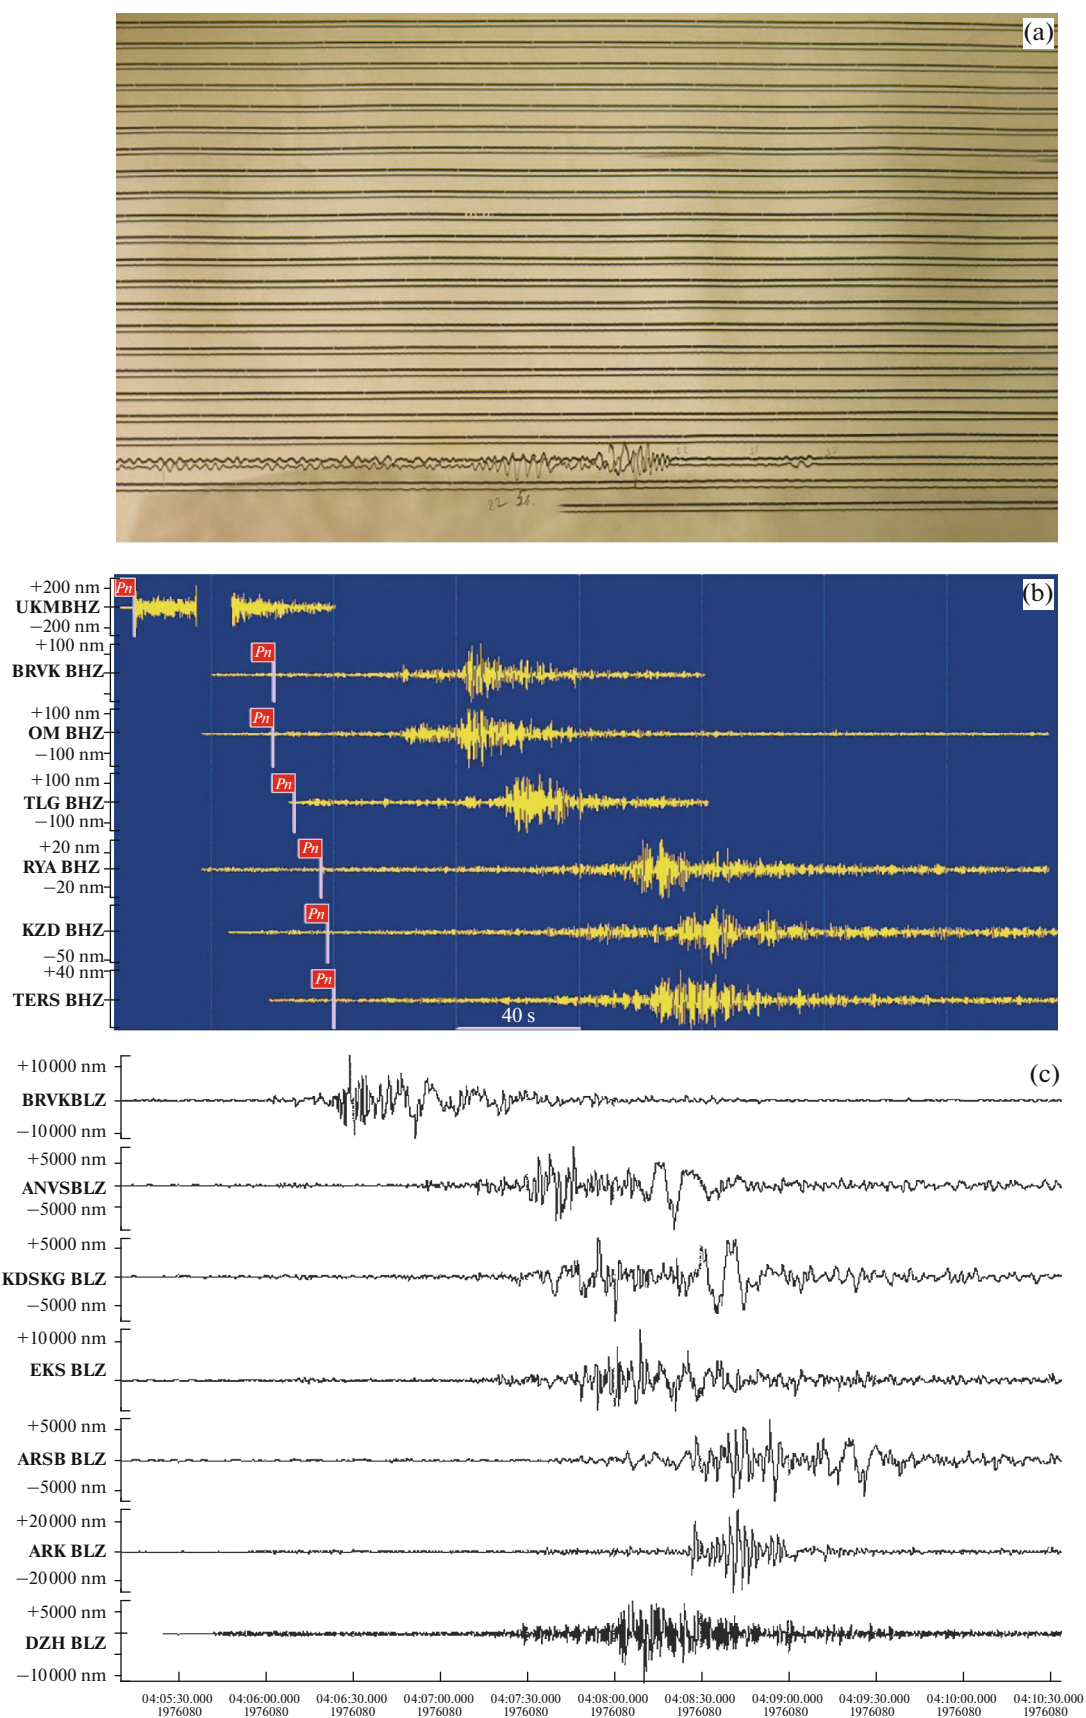 (a)
22 56.
(b)
+200 nm
Pn
UKMBHZ
−200 nm
+100 nm
Pn
BRVK BHZ
+100 nm
Pn
OM BHZ
−100 nm
+100 nm
Pn
TLG BHZ
−100 nm
+20 nm
Pn
RYA BHZ
−20 nm
Pn
KZD BHZ
−50 nm
+40 nm
Pn
TERS BHZ
40 s
(c)
+10000 nm
BRVKBLZ
−10000 nm
+5000 nm
ANVSBLZ
−5000 nm
+5000 nm
KDSKG BLZ
−5000 nm
+10000 nm
EKS BLZ
+5000 nm
ARSB BLZ
−5000 nm
+20000 nm
ARK BLZ
−20000 nm
+5000 nm
DZH BLZ
−10000 nm
04:05:30.000 04:06:00.000 04:06:30.000 04:07:00.000 04:07:30.000 04:08:00.000 04:08:30.000 04:09:00.000 04:09:30.000 04:10:00.000 04:10:30.000
1976080 1976080 1976080 1976080 1976080 1976080 1976080 1976080 1976080 1976080 1976080